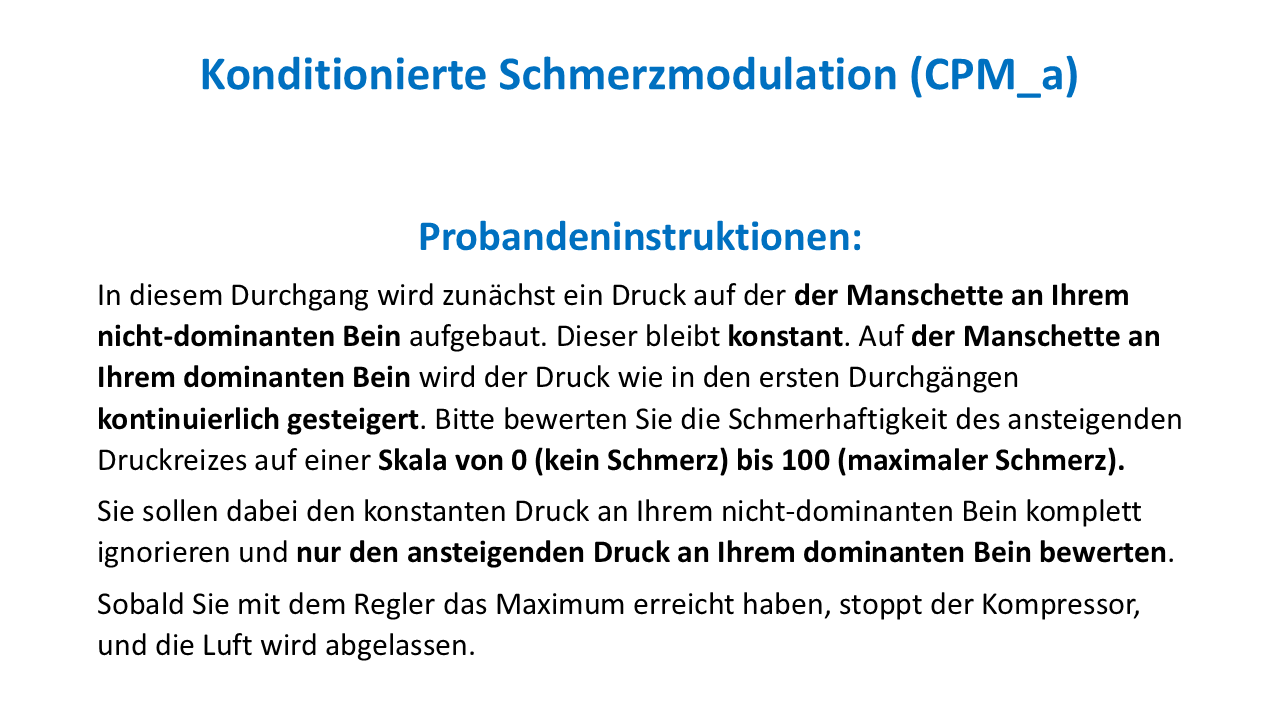 Konditionierte Schmerzmodulation (CPM_a)
Probandeninstruktionen:
In diesem Durchgang wird zunächst ein Druck auf der der Manschette an Ihrem
nicht-dominanten Bein aufgebaut. Dieser bleibt konstant. Auf der Manschette an
Ihrem dominanten Bein wird der Druck wie in den ersten Durchgängen
kontinuierlich gesteigert. Bitte bewerten Sie die Schmerhaftigkeit des ansteigenden
Druckreizes auf einer Skala von 0 (kein Schmerz) bis 100 (maximaler Schmerz).
Sie sollen dabei den konstanten Druck an Ihrem nicht-dominanten Bein komplett
ignorieren und nur den ansteigenden Druck an Ihrem dominanten Bein bewerten.
Sobald Sie mit dem Regler das Maximum erreicht haben, stoppt der Kompressor,
und die Luft wird abgelassen.